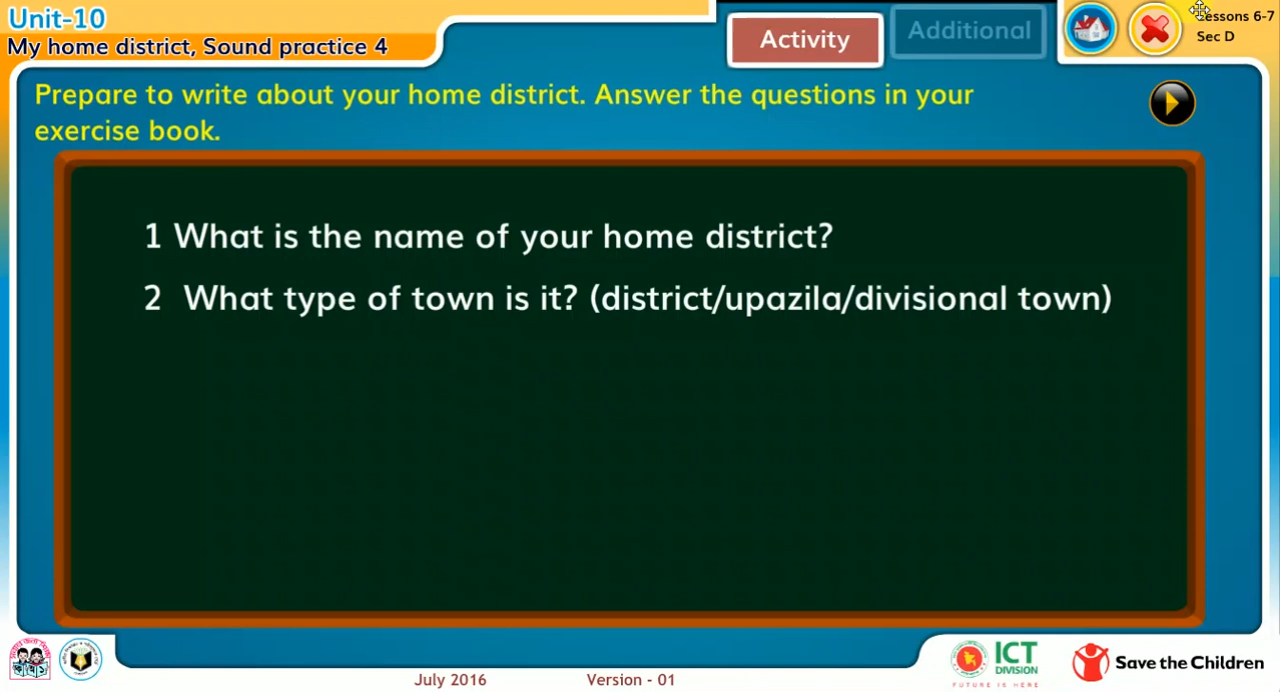 Unit-10
My home district, Sound practice 4
Activity
Additional
Lessons 6-7
Sec D
Prepare to write about your home district. Answer the questions in your
exercise book.
1 What is the name of your home district?
2 What type of town is it? (district/upazila/divisional town)
ICT
DIVISION
FUTURE IS HERE
Save the Children
July 2016
Version - 01